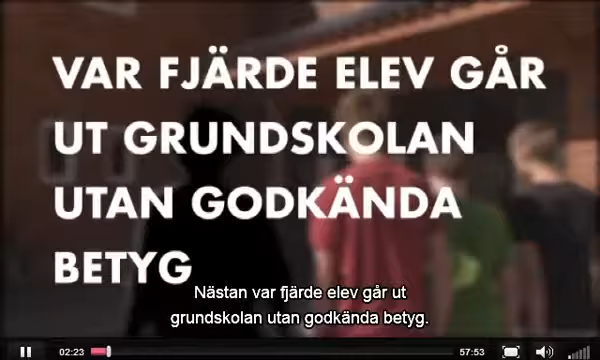 VAR FJÄRDE ELEV GÅR
UT GRUNDSKOLAN
UTAN GODKÄNDA
BETYG
Nästan var fjärde elev går ut
grundskolan utan godkända betyg.
02:23
57:53